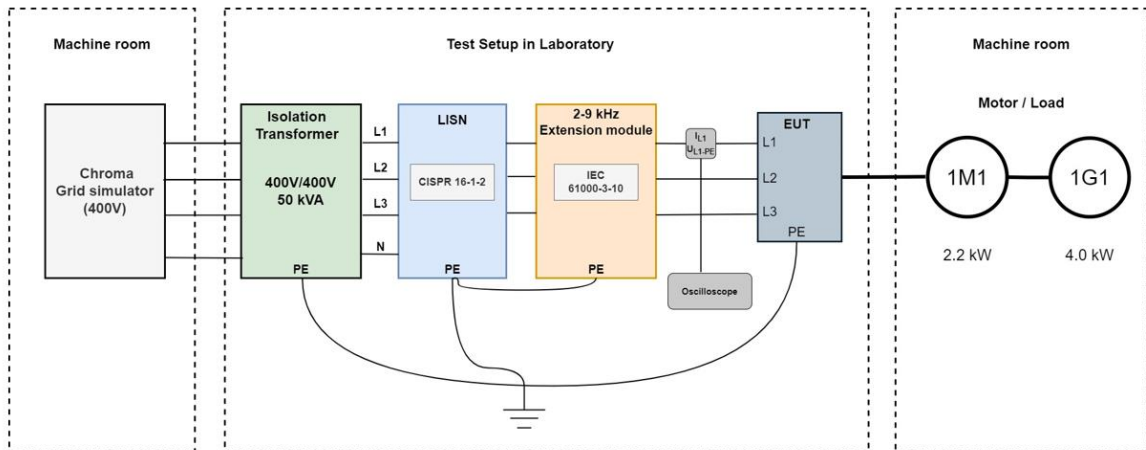 Machine room
Test Setup in Laboratory
Machine room
Chroma
Grid simulator
(400V)
Isolation
Transformer
400V/400V
50 kVA
PE
L1
L2
L3
N
LISN
CISPR 16-1-2
PE
2-9 kHz
Extension module
IEC
61000-3-10
PE
IL1
UL1-PE
Oscilloscope
EUT
L1
L2
L3
PE
Motor / Load
1M1
1G1
2.2 kW
4.0 kW